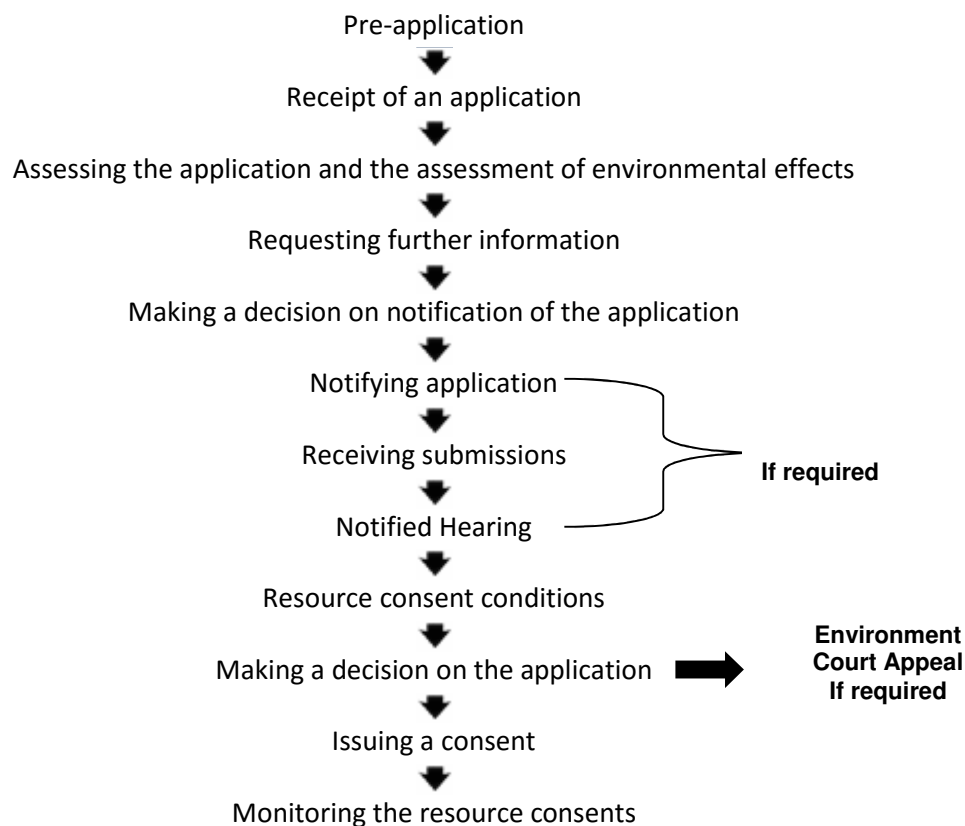 Pre-application
Receipt of an application
Assessing the application and the assessment of environmental effects
Requesting further information
Making a decision on notification of the application
Notifying application
Receiving submissions
If required
Notified Hearing
Resource consent conditions
Making a decision on the application
Environment
Court Appeal
If required
Issuing a consent
Monitoring the resource consents